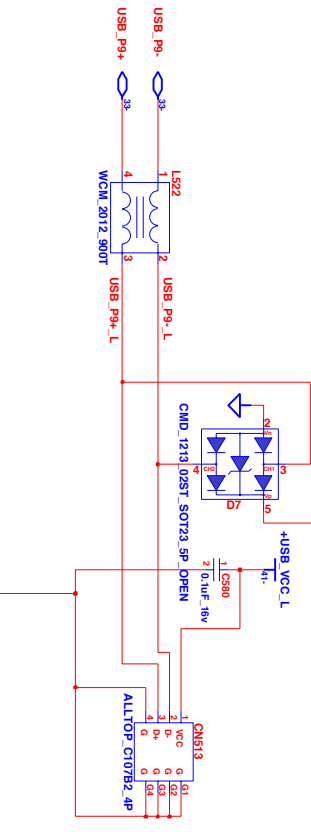 USB_P9+
USB_P9-
33-
33-
4
1
L522
WCM_2012_900T
3
2
USB_P9+_L
USB_P9-_L
CMD_1213_02ST_SOT23_5P_OPEN
2
Vn
4
CH2
CH1
3
Vp
5
D7
+USB_VCC_L
41-
2
1
C580
0.1uF_16v
CN513
4
3
2
1
G
D+
D-
VCC
G
G
G
G
G4
G3
G2
G1
ALLTOP_C107B2_4P